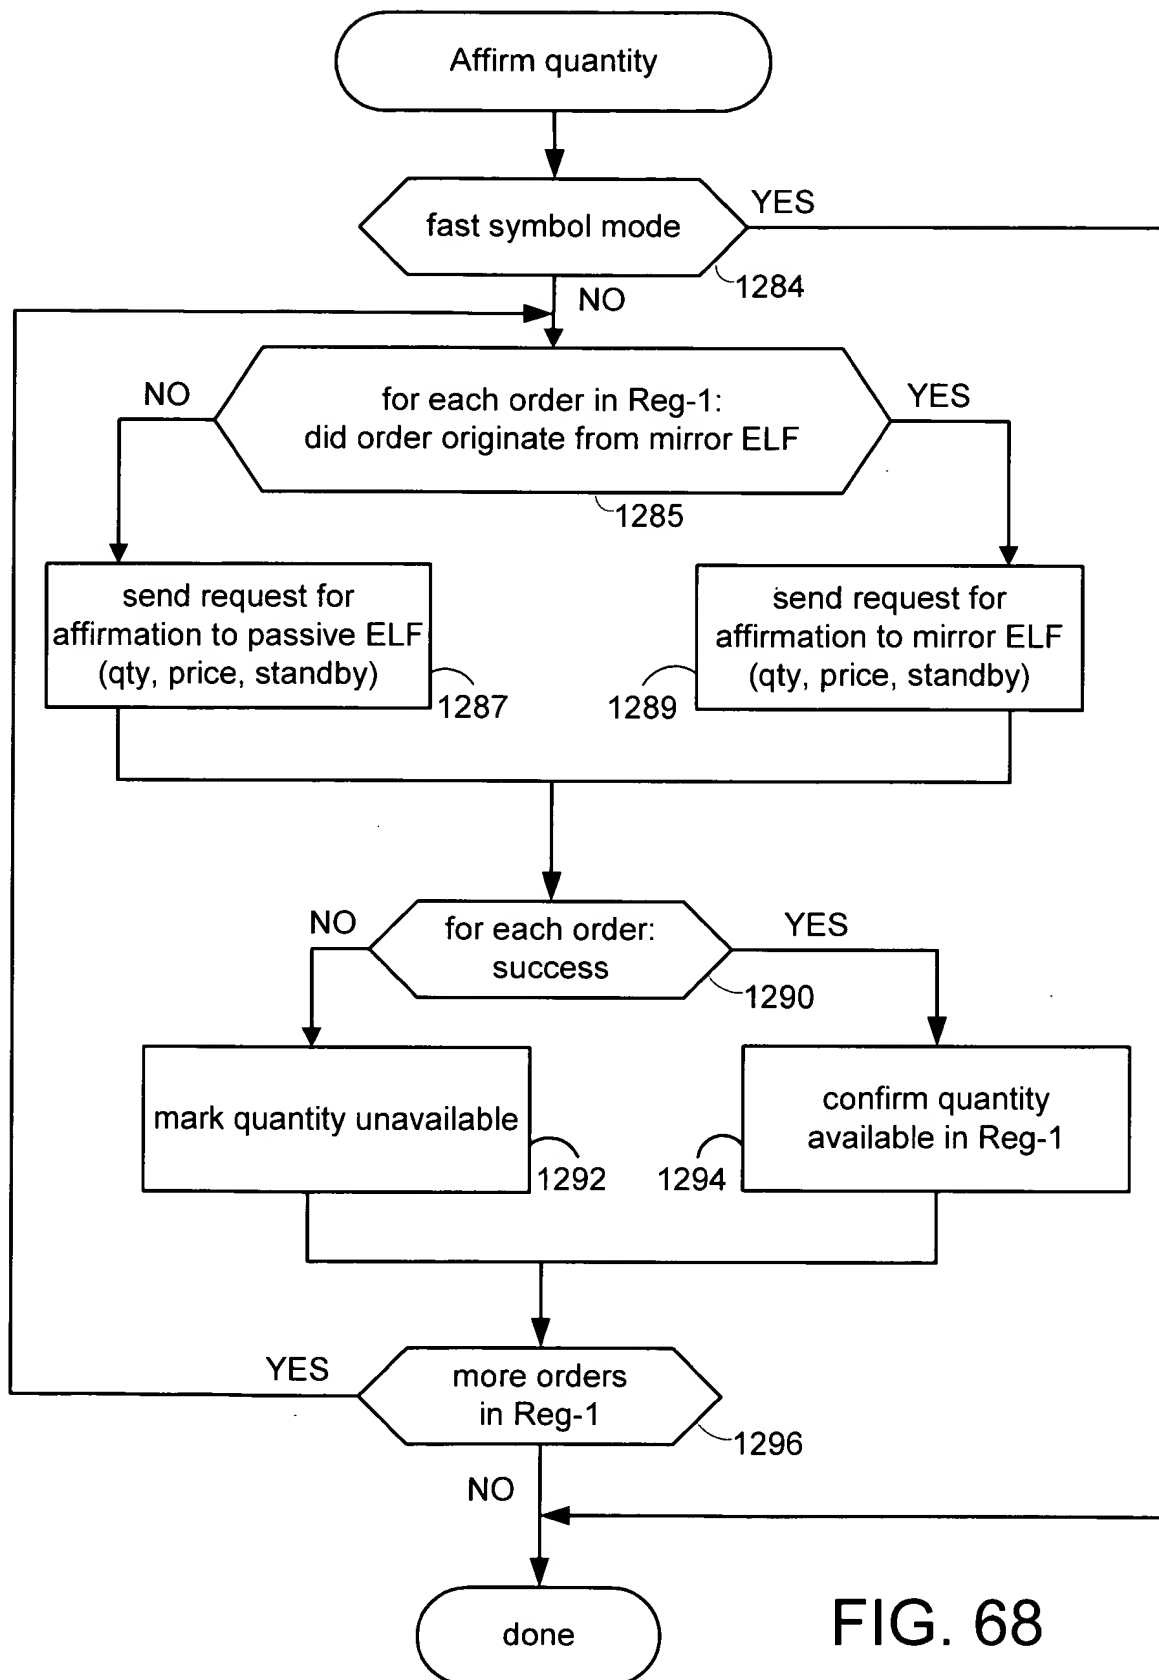 Affirm quantity
YES
fast symbol mode
1284
NO
NO
YES
for each order in Reg-1:
did order originate from mirror ELF
1285
send request for
affirmation to passive ELF
(qty, price, standby)
1287
send request for
affirmation to mirror ELF
(qty, price, standby)
1289
NO
YES
for each order:
success
1290
mark quantity unavailable
1292
confirm quantity
available in Reg-1
1294
YES
more orders
in Reg-1
1296
NO
done
FIG. 68